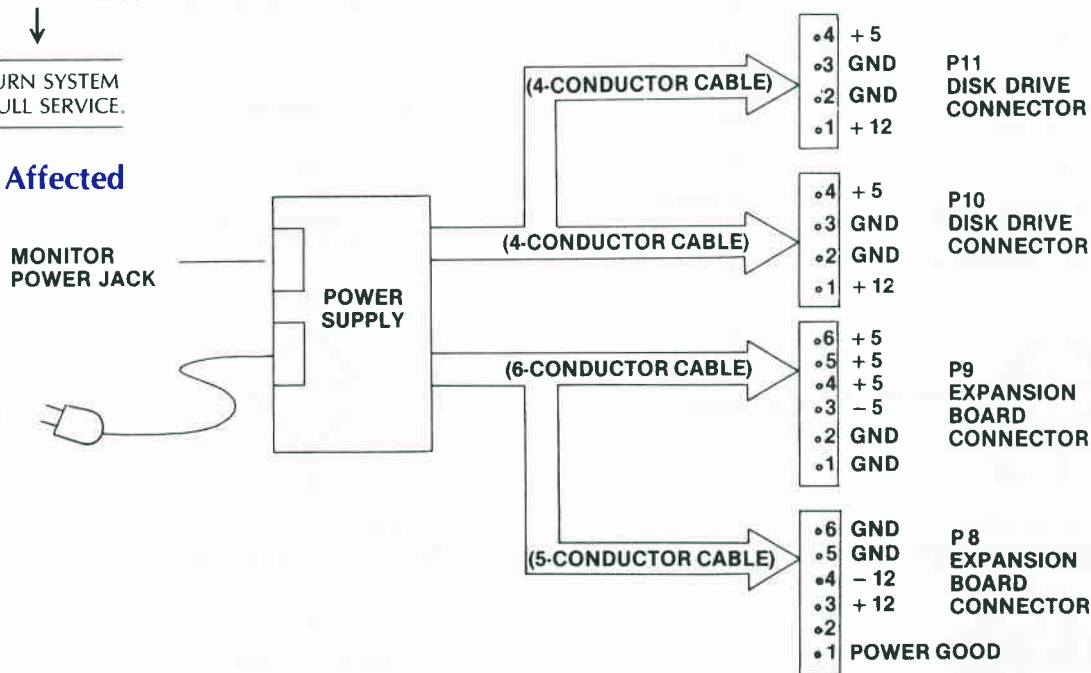 URN SYSTEM
ULL SERVICE.
Affected
MONITOR
POWER JACK
POWER
SUPPLY
(4-CONDUCTOR CABLE)
4 +5
3 GND
2 GND
1 +12
P11
DISK DRIVE
CONNECTOR
(4-CONDUCTOR CABLE)
4 +5
3 GND
2 GND
1 +12
P10
DISK DRIVE
CONNECTOR
(6-CONDUCTOR CABLE)
6 +5
5 +5
4 +5
3 -5
2 GND
1 GND
P9
EXPANSION
BOARD
CONNECTOR
(5-CONDUCTOR CABLE)
6 GND
5 GND
4 -12
3 +12
2
1 POWER GOOD
P8
EXPANSION
BOARD
CONNECTOR